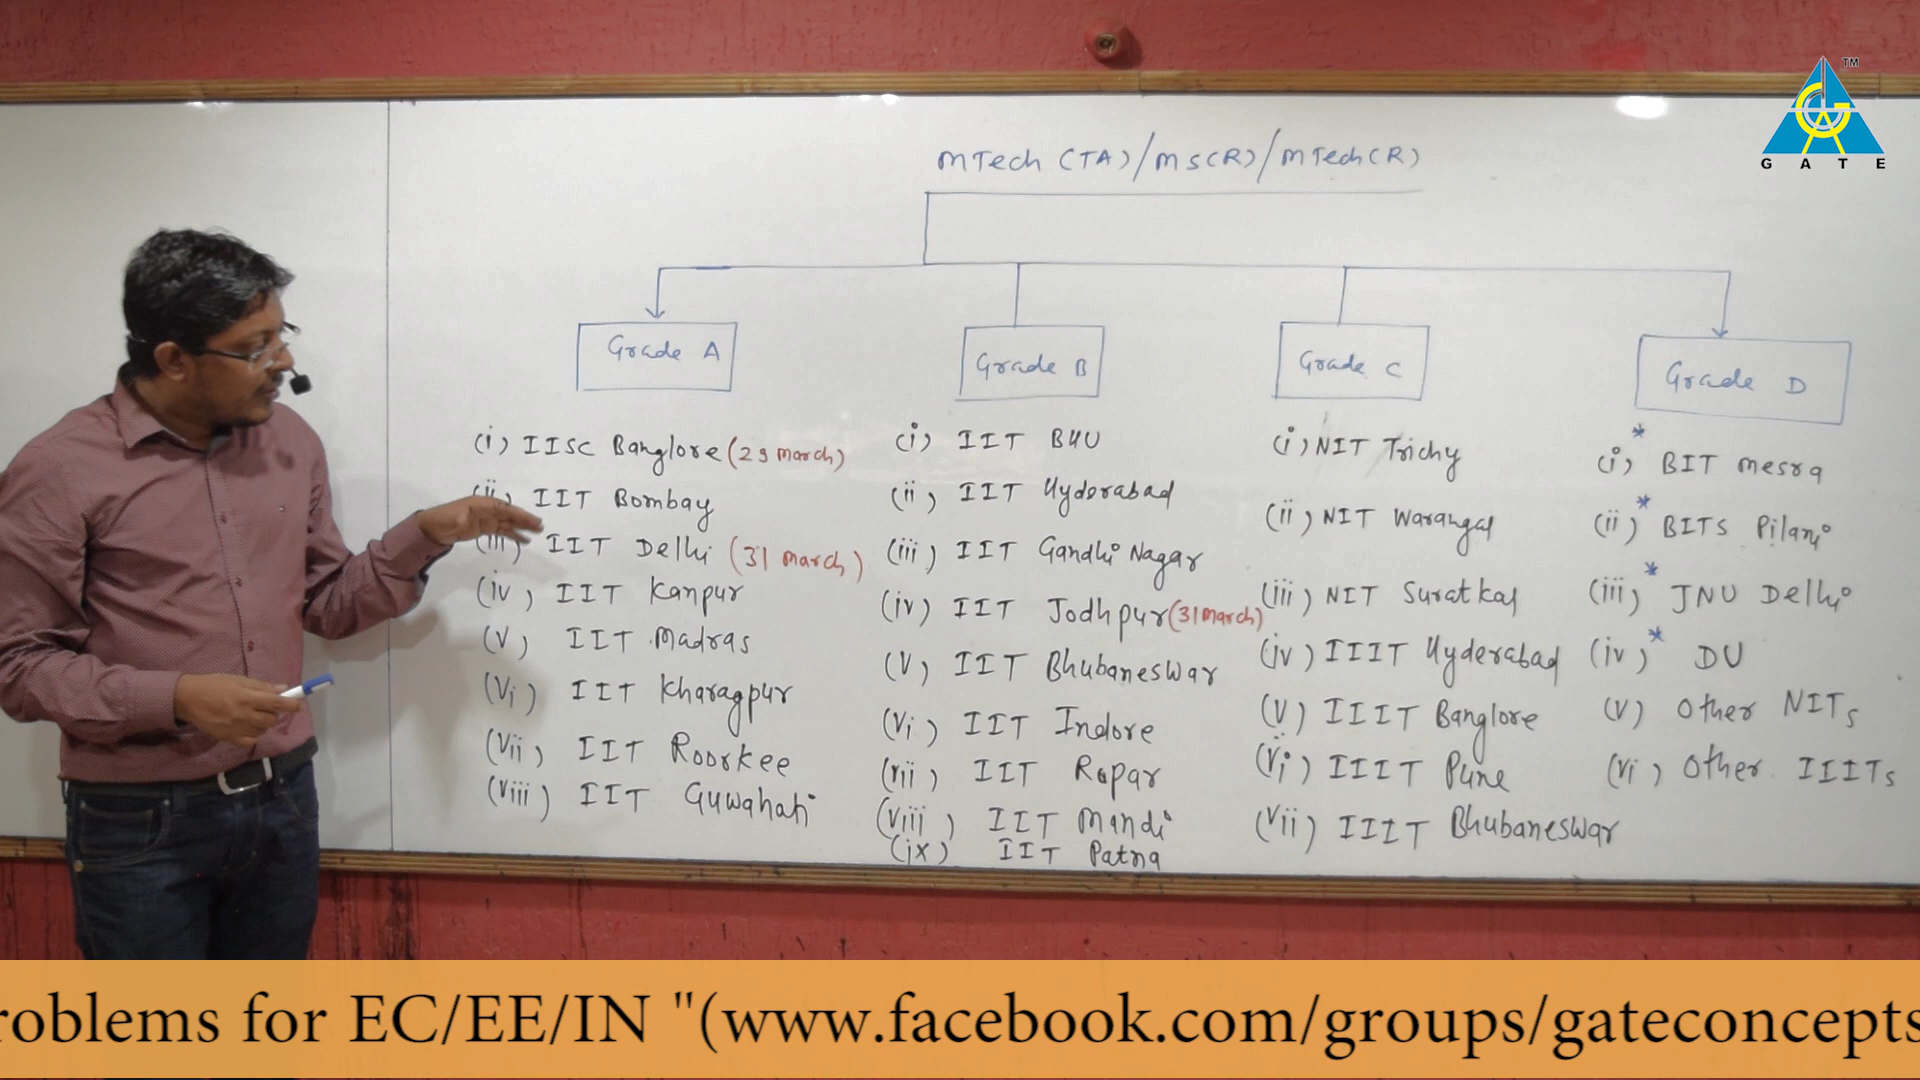 TM
G A T E
MTech (TA)/MS(R)/MTech(R)
Grade A
(i) IISC Banglore (29 march)
(ii) IIT Bombay
(iii) IIT Delhi (31 march)
(iv) IIT Kanpur
(v) IIT Madras
(vi) IIT Kharagpur
(vii) IIT Roorkee
(viii) IIT Guwahati
Grade B
(i) IIT BHU
(ii) IIT Hyderabad
(iii) IIT Gandhi Nagar
(iv) IIT Jodhpur (31 march)
(v) IIT Bhubaneswar
(vi) IIT Indore
(vii) IIT Ropar
(viii) IIT Mandi
(ix) IIT Patna
Grade C
(i) NIT Trichy
(ii) NIT Warangal
(iii) NIT Suratkal
(iv) IIIT Hyderabad
(v) IIIT Banglore
(vi) IIIT Pune
(vii) IIIT Bhubaneswar
Grade D
(i)* BIT mesra
(ii)* BITS Pilani
(iii)* JNU Delhi
(iv)* DU
(v) Other NITs
(vi) Other IIITs
roblems for EC/EE/IN "(www.facebook.com/groups/gateconcepts